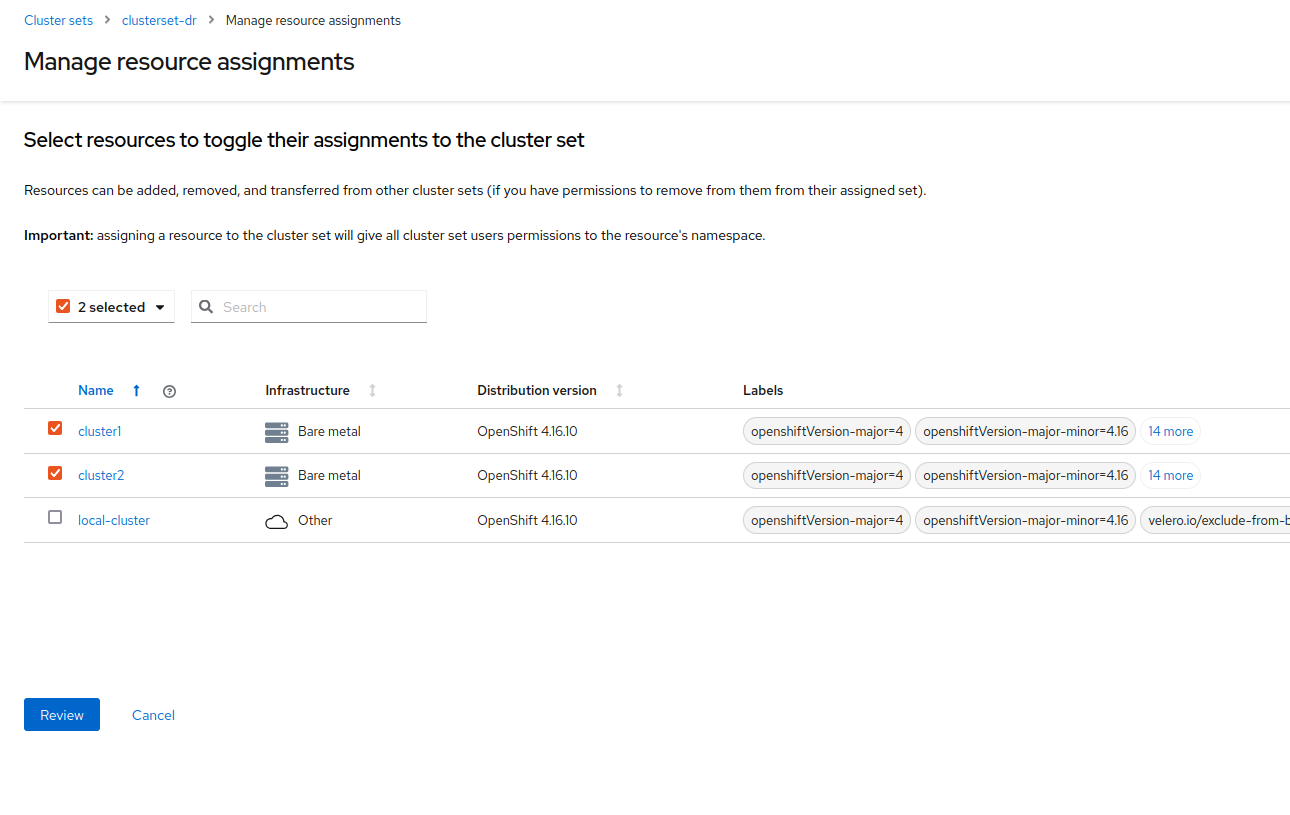 Cluster sets > clusterset-dr > Manage resource assignments
Manage resource assignments
Select resources to toggle their assignments to the cluster set
Resources can be added, removed, and transferred from other cluster sets (if you have permissions to remove from them from their assigned set).
Important: assigning a resource to the cluster set will give all cluster set users permissions to the resource's namespace.
2 selected Search
Name Infrastructure Distribution version Labels
cluster1 Bare metal OpenShift 4.16.10 openshiftVersion-major=4 openshiftVersion-major-minor=4.16 14 more
cluster2 Bare metal OpenShift 4.16.10 openshiftVersion-major=4 openshiftVersion-major-minor=4.16 14 more
local-cluster Other OpenShift 4.16.10 openshiftVersion-major=4 openshiftVersion-major-minor=4.16 velero.io/exclude-from-b
Review Cancel